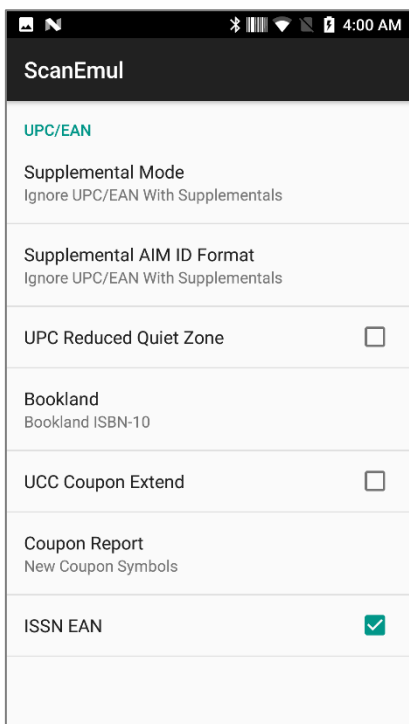 4:00 AM
ScanEmul
UPC/EAN
Supplemental Mode
Ignore UPC/EAN With Supplementals
Supplemental AIM ID Format
Ignore UPC/EAN With Supplementals
UPC Reduced Quiet Zone
Bookland
Bookland ISBN-10
UCC Coupon Extend
Coupon Report
New Coupon Symbols
ISSN EAN